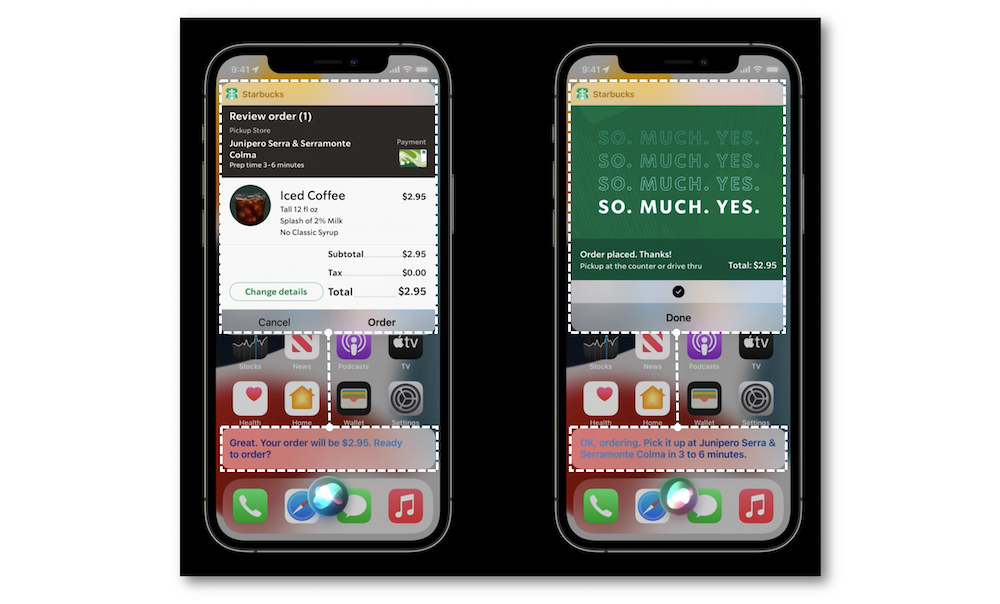 9:41
Starbucks
Review order (1)
Pickup Store
Junipero Serra & Serramonte
Colma
Prep time 3-6 minutes
Payment
Iced Coffee $2.95
Tall 12 fl oz
Splash of 2% Milk
No Classic Syrup
Subtotal $2.95
Tax $0.00
Change details
Total $2.95
Cancel Order
Stocks News Podcasts TV
tv
Health Home Wallet Settings
Great. Your order will be $2.95. Ready
to order?
9:41
Starbucks
SO. MUCH. YES.
SO. MUCH. YES.
SO. MUCH. YES.
SO. MUCH. YES.
Order placed. Thanks!
Pickup at the counter or drive thru
Total: $2.95
Done
Stocks News Podcasts TV
tv
Health Home Wallet Settings
OK, ordering. Pick it up at Junipero Serra &
Serramonte Colma in 3 to 6 minutes.